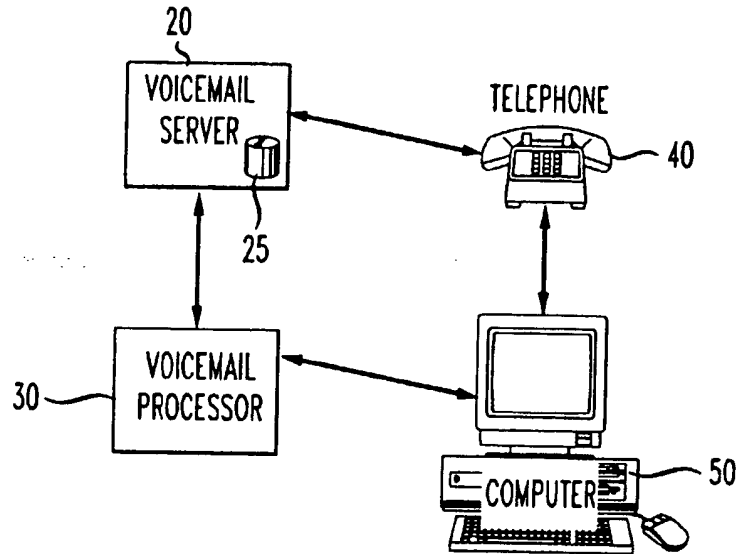 20
VOICEMAIL
SERVER
25
TELEPHONE
40
30
VOICEMAIL
PROCESSOR
50
COMPUTER